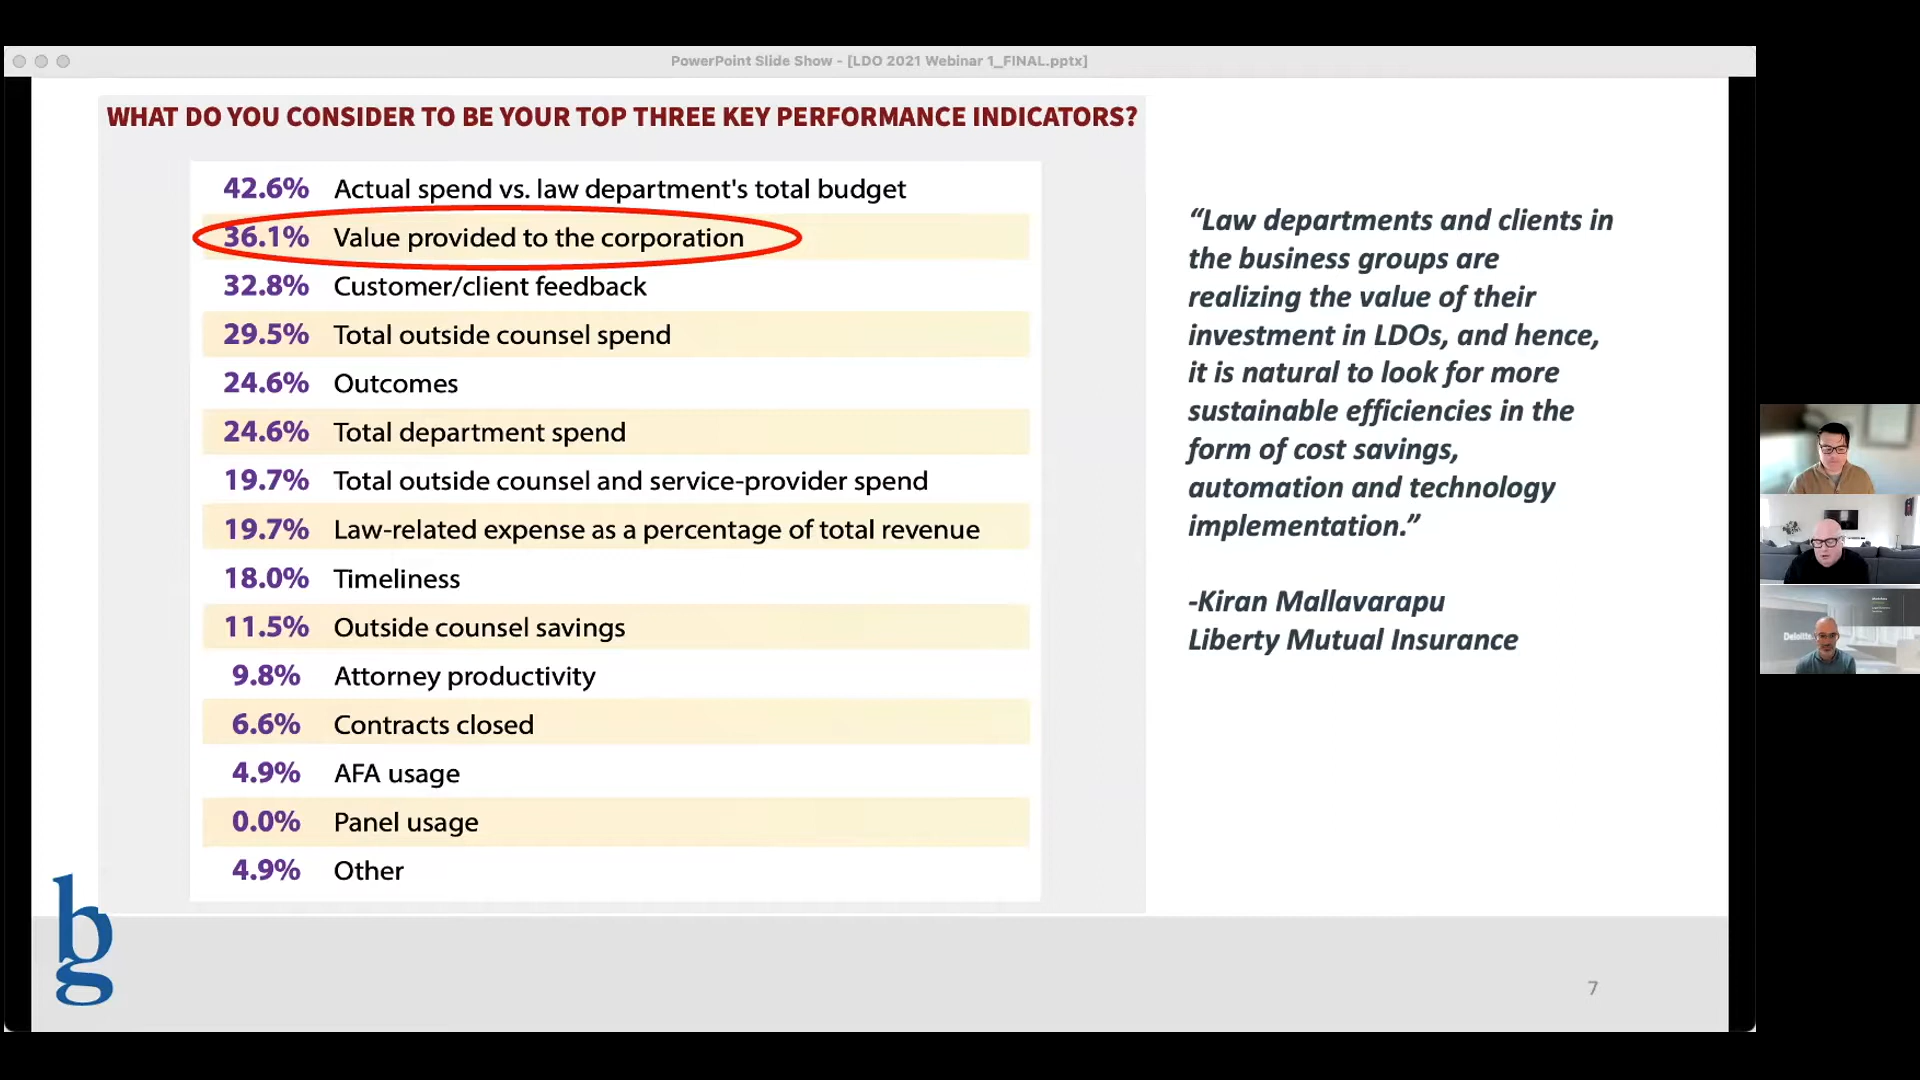 PowerPoint Slide Show - [LDO 2021 Webinar 1_FINAL.pptx]
WHAT DO YOU CONSIDER TO BE YOUR TOP THREE KEY PERFORMANCE INDICATORS?
42.6% Actual spend vs. law department's total budget
36.1% Value provided to the corporation
32.8% Customer/client feedback
29.5% Total outside counsel spend
24.6% Outcomes
24.6% Total department spend
19.7% Total outside counsel and service-provider spend
19.7% Law-related expense as a percentage of total revenue
18.0% Timeliness
11.5% Outside counsel savings
9.8% Attorney productivity
6.6% Contracts closed
4.9% AFA usage
0.0% Panel usage
4.9% Other
“Law departments and clients in
the business groups are
realizing the value of their
investment in LDOs, and hence,
it is natural to look for more
sustainable efficiencies in the
form of cost savings,
automation and technology
implementation.”
-Kiran Mallavarapu
Liberty Mutual Insurance
bg
7
Deloitte.